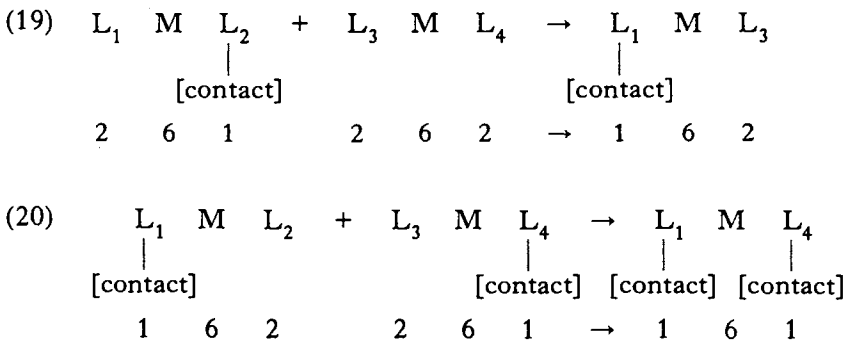 (19) L₁ M L₂ + L₃ M L₄ → L₁ M L₃
[contact] [contact]
2 6 1 2 6 2 → 1 6 2
(20) L₁ M L₂ + L₃ M L₄ → L₁ M L₄
[contact] [contact] [contact] [contact]
1 6 2 2 6 1 → 1 6 1